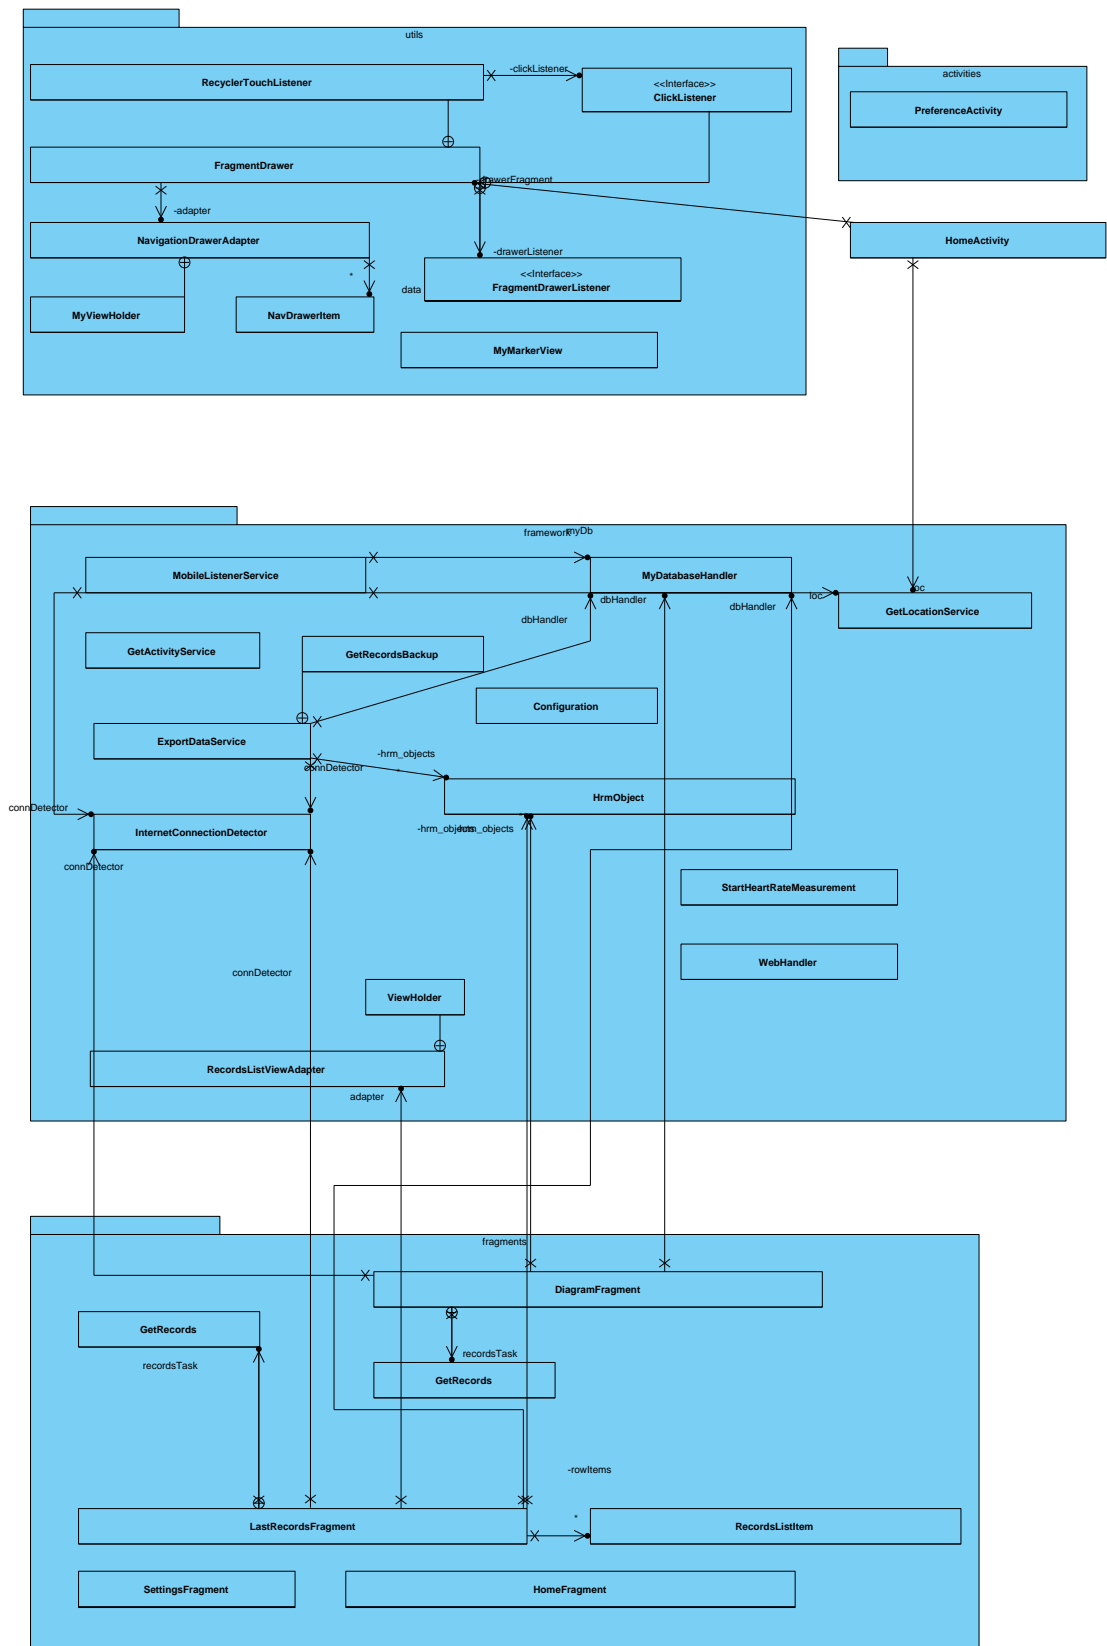 utils
RecyclerTouchListener
-clickListener
<<Interface>>
ClickListener
activities
PreferenceActivity
FragmentDrawer
drawerFragment
-adapter
NavigationDrawerAdapter
-drawerListener
<<Interface>>
FragmentDrawerListener
HomeActivity
*
data
MyViewHolder
NavDrawerItem
MyMarkerView
framework
myDb
MobileListenerService
MyDatabaseHandler
loc
loc
GetLocationService
dbHandler
dbHandler
dbHandler
GetActivityService
GetRecordsBackup
Configuration
ExportDataService
-hrm_objects
*
connDetector
HrmObject
connDetector
InternetConnectionDetector
-hrm_objects
hrm_objects
*
connDetector
StartHeartRateMeasurement
WebHandler
connDetector
ViewHolder
RecordsListViewAdapter
adapter
fragments
DiagramFragment
GetRecords
recordsTask
recordsTask
GetRecords
-rowItems
*
LastRecordsFragment
RecordsListItem
SettingsFragment
HomeFragment